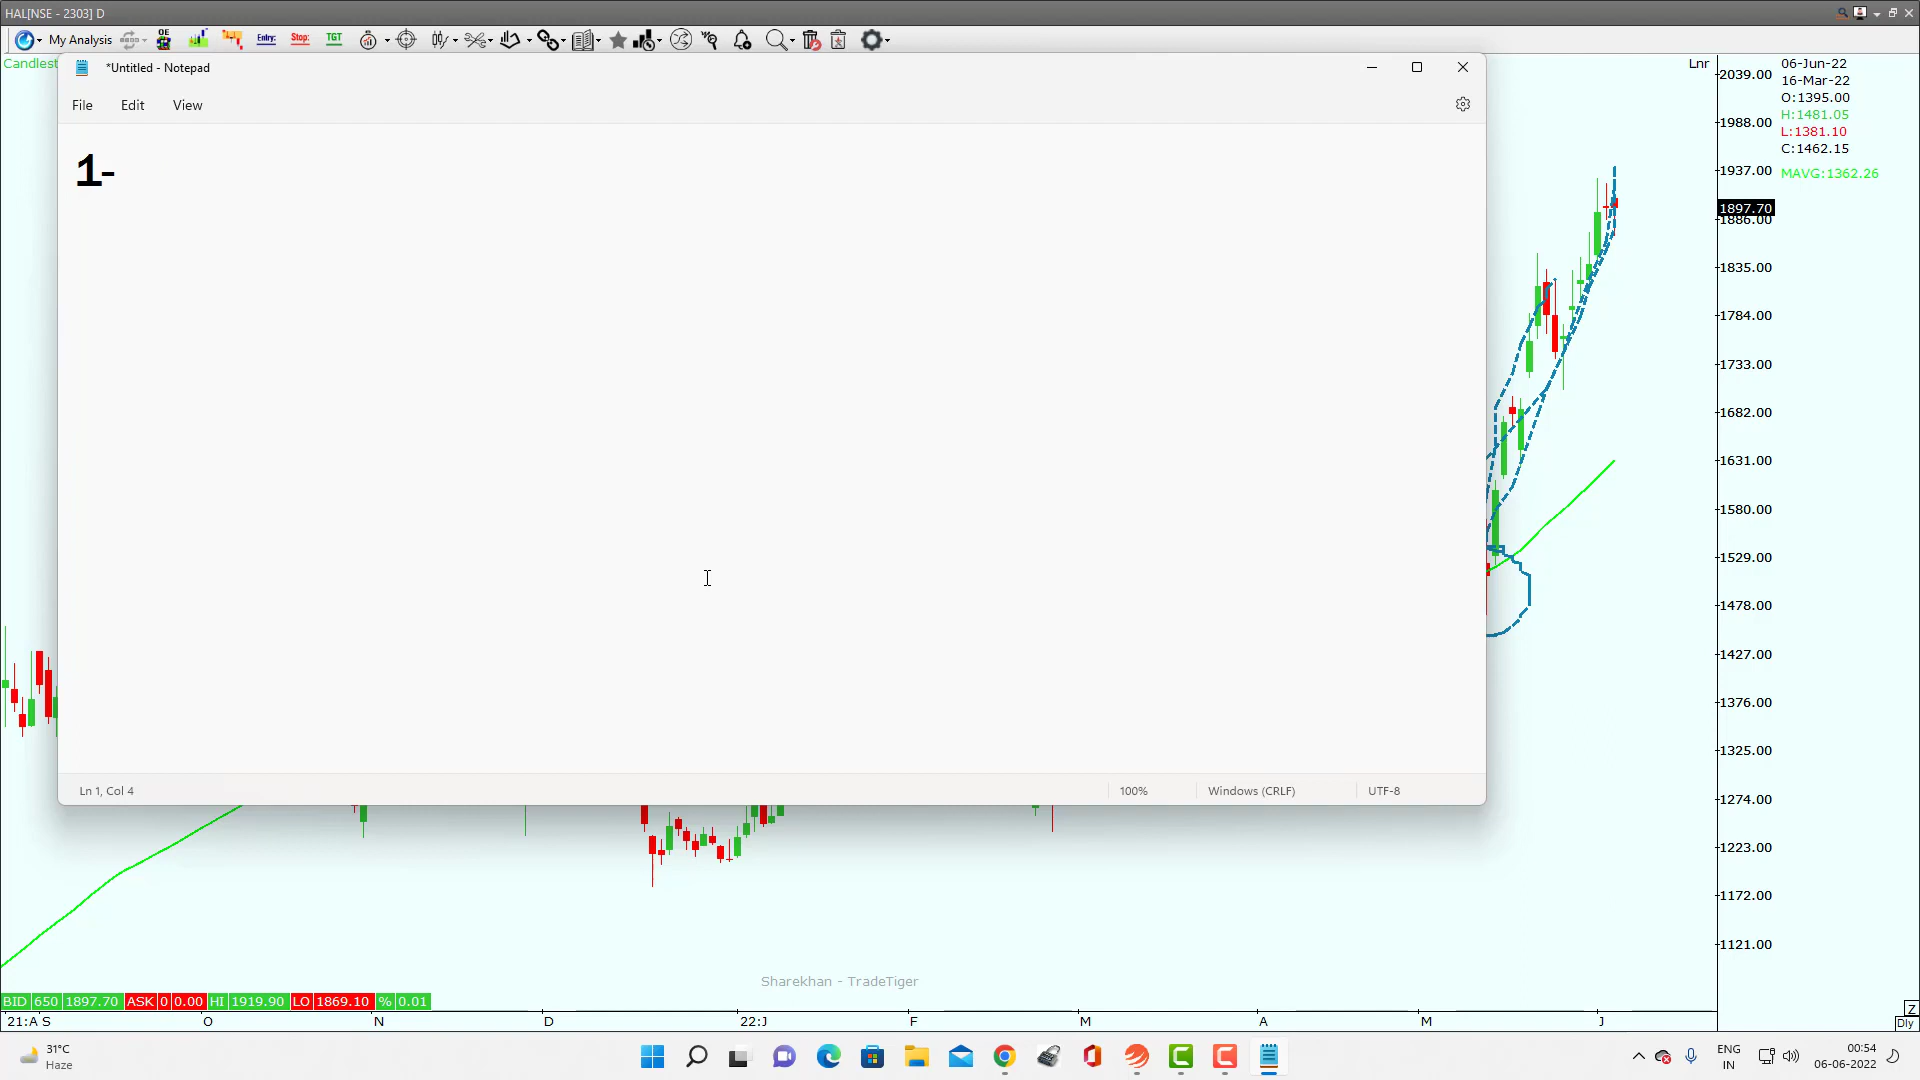 HAL[NSE - 2303] D
My Analysis
OE
Entry:
Stop:
TGT
Candlest
*Untitled - Notepad
File
Edit
View
1-
Ln 1, Col 4
100%
Windows (CRLF)
UTF-8
Lnr
2039.00
1988.00
1937.00
1897.70
1886.00
1835.00
1784.00
1733.00
1682.00
1631.00
1580.00
1529.00
1478.00
1427.00
1376.00
1325.00
1274.00
1223.00
1172.00
1121.00
06-Jun-22
16-Mar-22
O:1395.00
H:1481.05
L:1381.10
C:1462.15
MAVG:1362.26
Sharekhan - TradeTiger
BID 650 1897.70 ASK 0 0.00 HI 1919.90 LO 1869.10 % 0.01
21:A S O N D 22:J F M A M J
Z
Dly
31°C
Haze
ENG
IN
00:54
06-06-2022